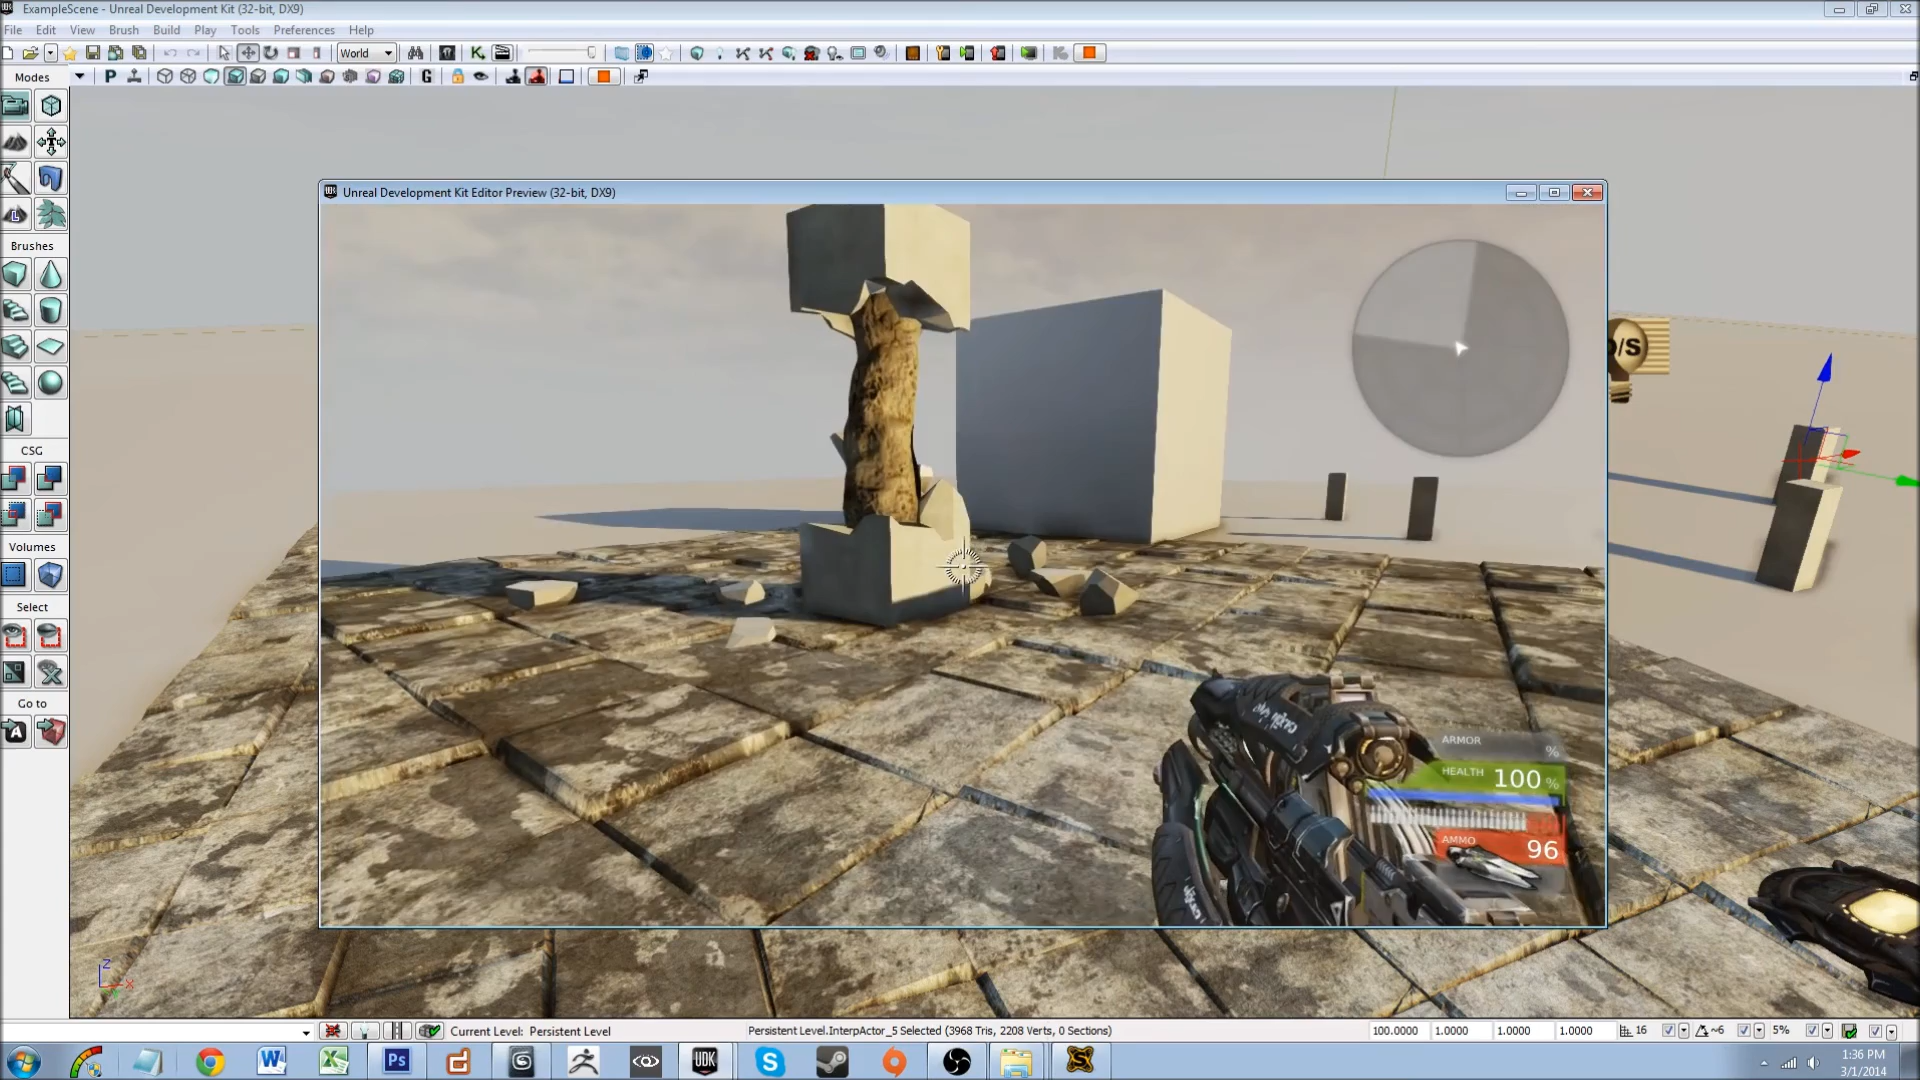 ExampleScene - Unreal Development Kit (32-bit, DX9)
File Edit View Brush Build Play Tools Preferences Help
World
Modes
P
G
Unreal Development Kit Editor Preview (32-bit, DX9)
L
Brushes
/S
CSG
Volumes
Select
Go to
A
ARMOR %
HEALTH 100 %
AMMO 96
Z
X
Current Level: Persistent Level
Persistent Level.InterpActor_5 Selected (3968 Tris, 2208 Verts, 0 Sections)
100.0000 1.0000 1.0000 1.0000 16 ~6 5%
W
X
Ps
UDK
S
1:36 PM
3/1/2014